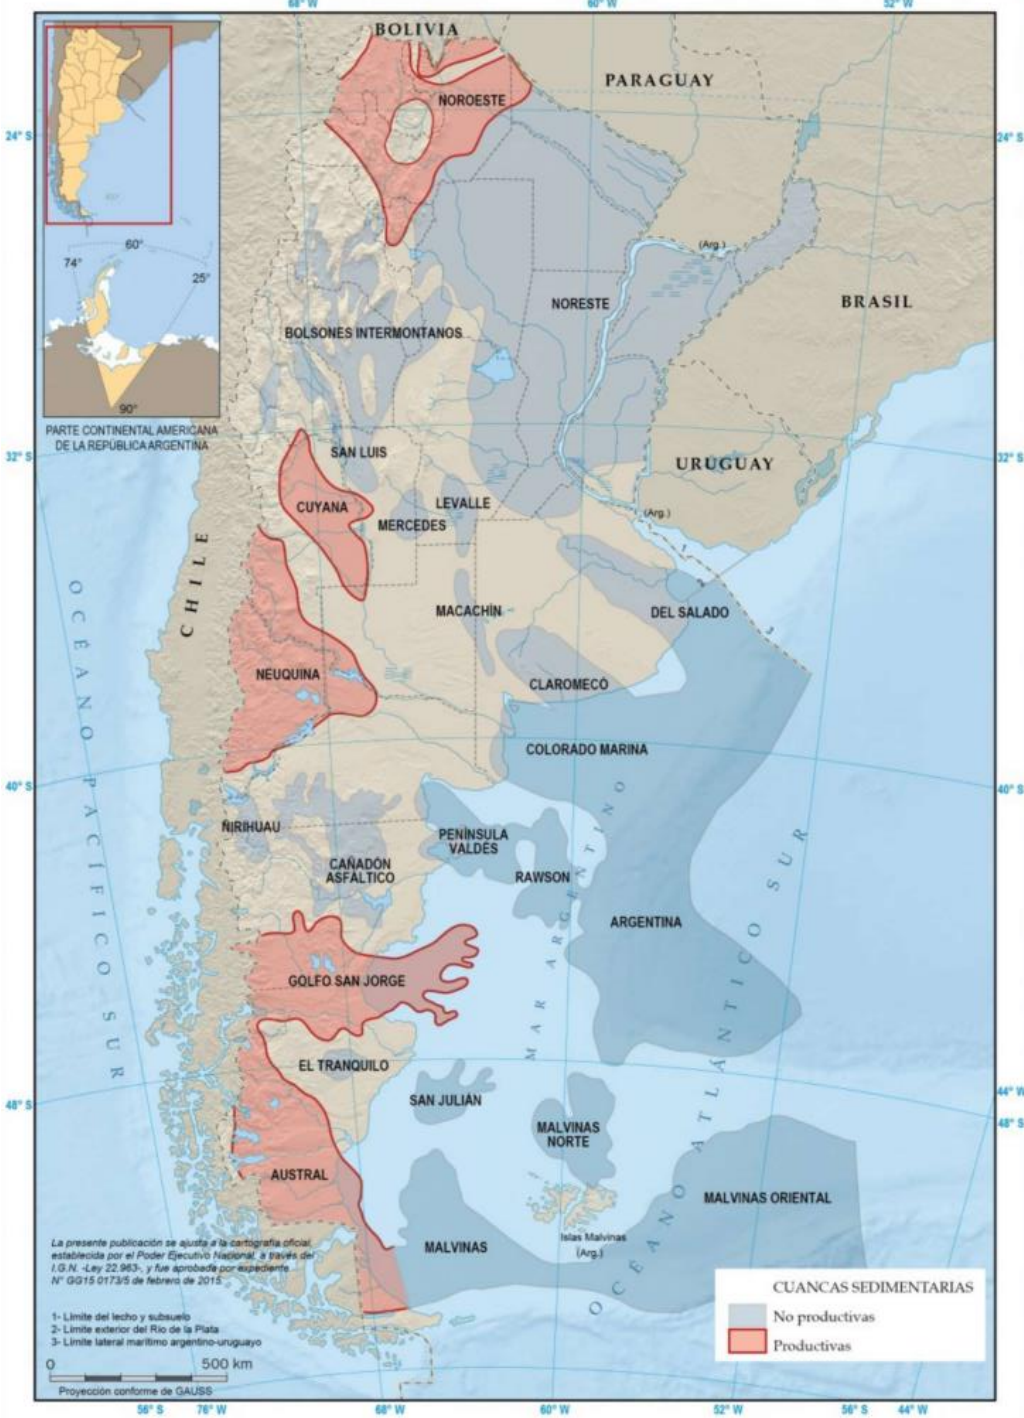 68° W
60° W
52° W
BOLIVIA
PARAGUAY
NOROESTE
24° S
24° S
60°
74°
25°
(Arg.)
BRASIL
NORESTE
BOLSONES INTERMONTANOS
90°
PARTE CONTINENTAL AMERICANA
DE LA REPÚBLICA ARGENTINA
32° S
SAN LUIS
32° S
URUGUAY
CUYANA
LEVALLE
MERCEDES
(Arg.)
1
CHILE
2
MACACHÍN
DEL SALADO
3
OCÉANO PACÍFICO SUR
NEUQUINA
CLAROMECÓ
COLORADO MARINA
40° S
40° S
ÑIRIHUAU
PENÍNSULA
VALDÉS
CAÑADÓN
ASFÁLTICO
RAWSON
MAR ARGENTINO
ARGENTINA
OCÉANO ATLÁNTICO SUR
GOLFO SAN JORGE
EL TRANQUILO
SAN JULIÁN
44° W
48° S
48° S
MALVINAS
NORTE
AUSTRAL
MALVINAS ORIENTAL
Islas Malvinas
(Arg.)
MALVINAS
La presente publicación se ajusta a la cartografía oficial,
establecida por el Poder Ejecutivo Nacional, a través del
I.G.N. -Ley 22.963-, y fue aprobada por expediente
N° GG15 0173/5 de febrero de 2015
1- Límite del lecho y subsuelo
2- Límite exterior del Río de la Plata
3- Límite lateral marítimo argentino-uruguayo
0 500 km
Proyección conforme de GAUSS
CUANCAS SEDIMENTARIAS
No productivas
Productivas
56° S
76° W
68° W
60° W
52° W
56° S
44° W